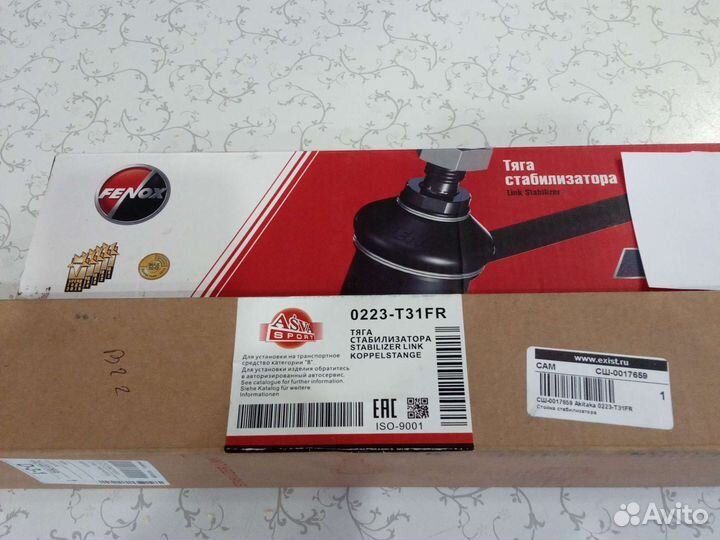 FENOX
Тяга
стабилизатора
Link Stabilizer
ASVA
SPORT
0223-T31FR
ТЯГА
СТАБИЛИЗАТОРА
STABILIZER LINK
KOPPELSTANGE
Для установки на транспортное
средство категории "В".
Для установки изделия обратитесь
в авторизированный автосервис.
See catalogue for further information.
Siehe Katalog für weitere
Informationen
EAC
ISO-9001
www.exist.ru
САМ
СШ-0017659
1
СШ-0017659 Akitaka 0223-T31FR
Стойка стабилизатора
Avito